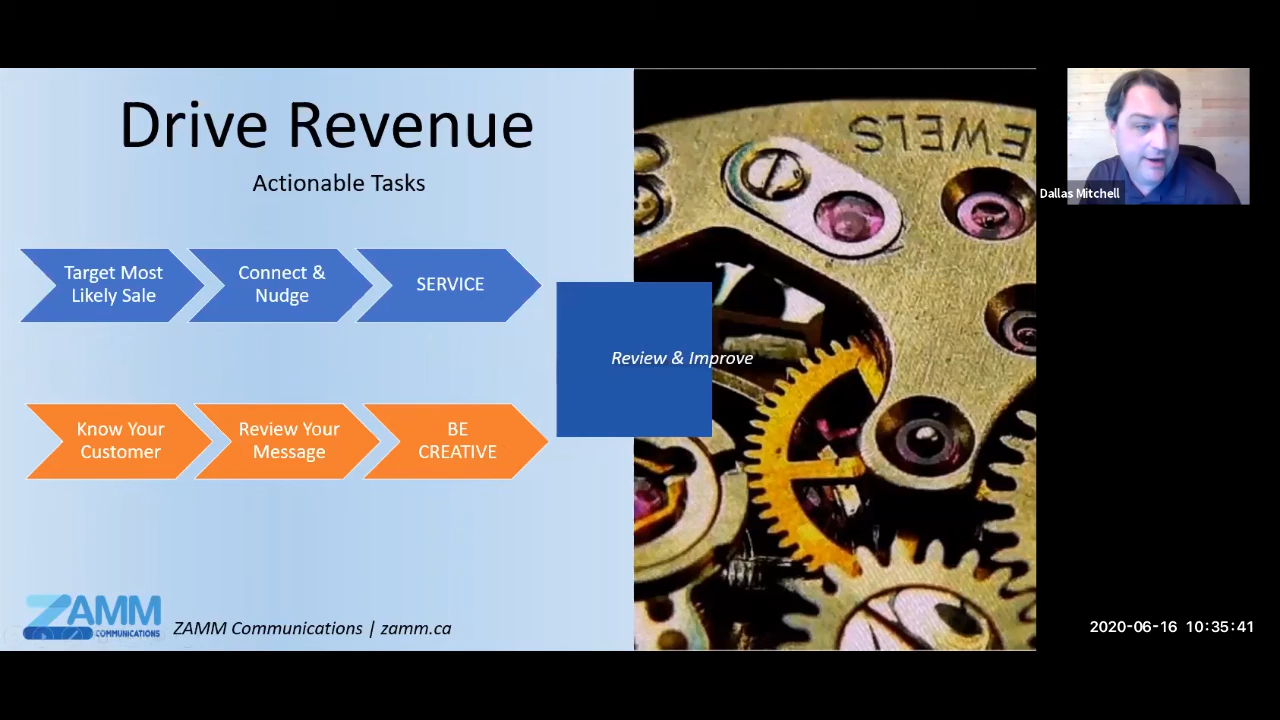 Drive Revenue
Actionable Tasks
Target Most
Likely Sale
Connect &
Nudge
SERVICE
Review & Improve
Know Your
Customer
Review Your
Message
BE
CREATIVE
ZAMM
COMMUNICATIONS
ZAMM Communications | zamm.ca
JEWELS
Dallas Mitchell
2020-06-16 10:35:41